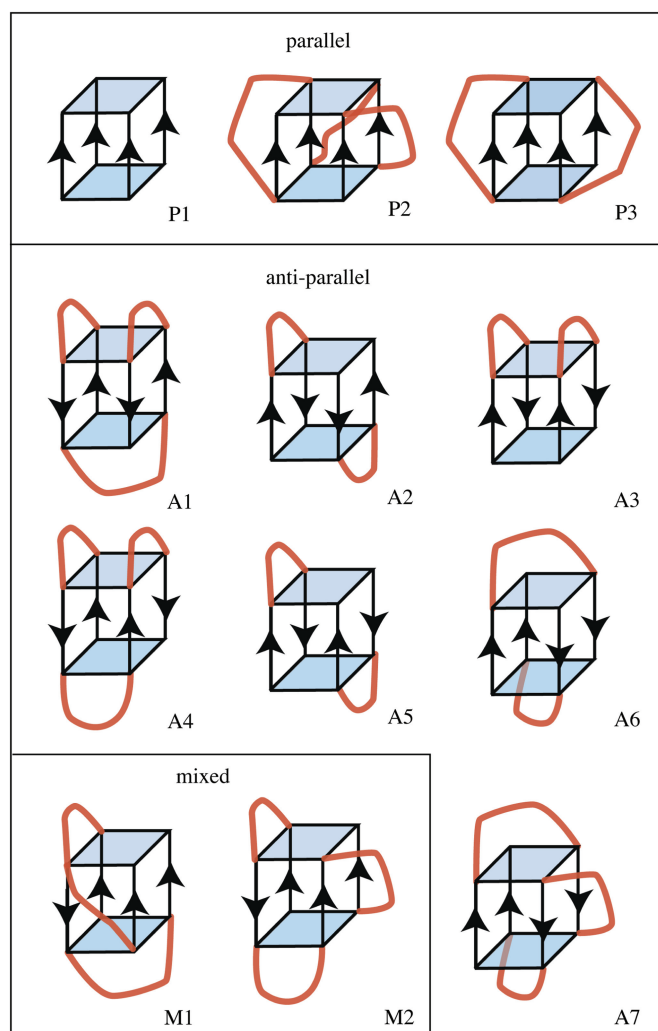 parallel
P1 P2 P3
anti-parallel
A1 A2 A3
A4 A5 A6
mixed
M1 M2 A7